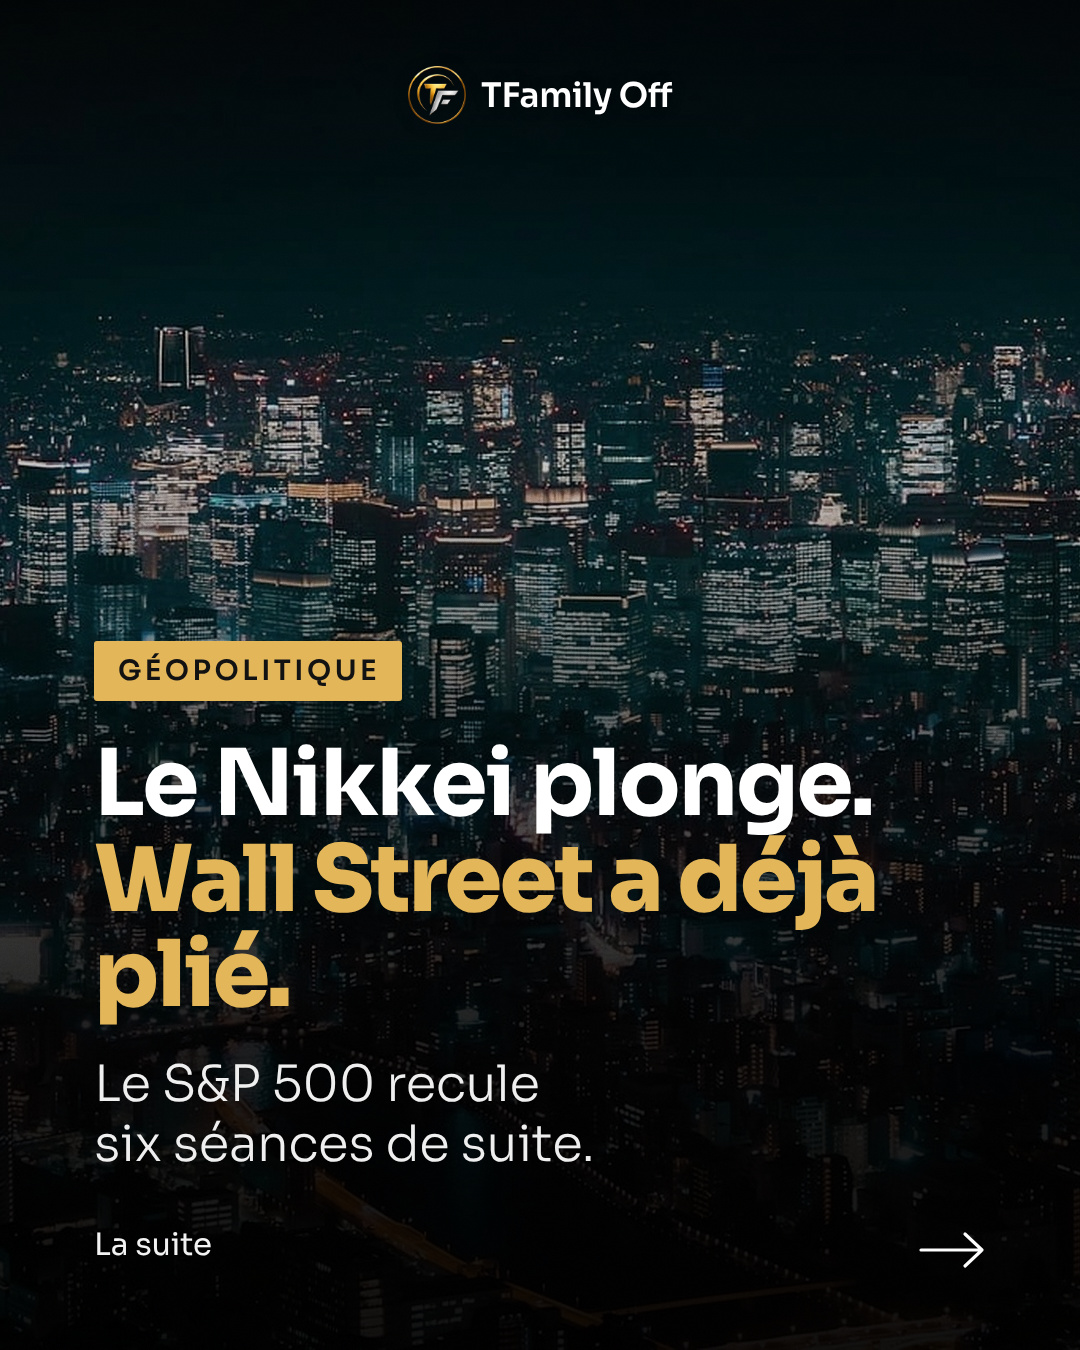 TFamily Off
GÉOPOLITIQUE
Le Nikkei plonge.
Wall Street a déjà
plié.
Le S&P 500 recule
six séances de suite.
La suite